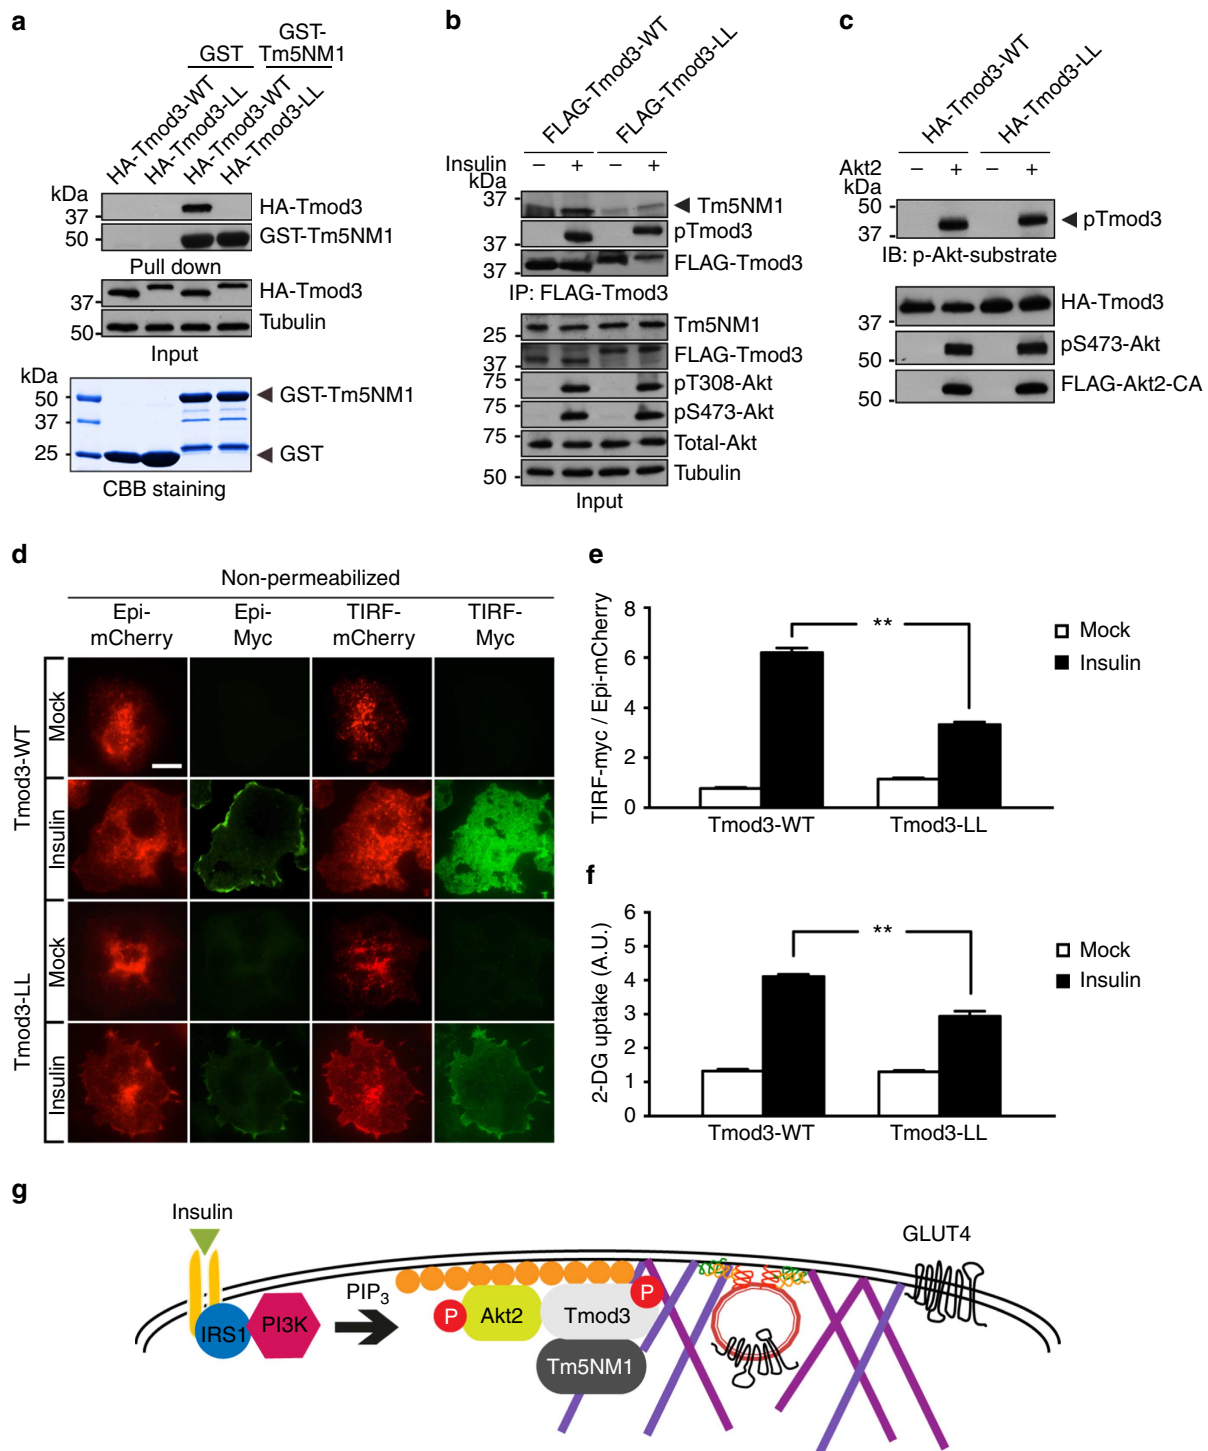 a
GST
GST-
Tm5NM1
HA-Tmod3-WT
HA-Tmod3-LL
HA-Tmod3-WT
HA-Tmod3-LL
kDa
37
HA-Tmod3
50
GST-Tm5NM1
Pull down
37
HA-Tmod3
50
Tubulin
Input
kDa
50
GST-Tm5NM1
37
25
GST
CBB staining
b
FLAG-Tmod3-WT
FLAG-Tmod3-LL
Insulin − + − +
kDa
37
Tm5NM1
pTmod3
37
FLAG-Tmod3
37
IP: FLAG-Tmod3
Tm5NM1
25
FLAG-Tmod3
37
75
pT308-Akt
75
pS473-Akt
75
Total-Akt
50
Tubulin
Input
c
HA-Tmod3-WT
HA-Tmod3-LL
Akt2 − + − +
kDa
50
pTmod3
37
IB: p-Akt-substrate
HA-Tmod3
37
pS473-Akt
50
FLAG-Akt2-CA
50
d
Non-permeabilized
Epi-
mCherry
Epi-
Myc
TIRF-
mCherry
TIRF-
Myc
Tmod3-WT
Mock
Insulin
Tmod3-LL
Mock
Insulin
e
TIRF-myc / Epi-mCherry
8
6
4
2
0
**
Mock
Insulin
Tmod3-WT
Tmod3-LL
f
2-DG uptake (A.U.)
6
5
4
3
2
1
0
**
Mock
Insulin
Tmod3-WT
Tmod3-LL
g
Insulin
IRS1
PI3K
PIP3
P
Akt2
Tmod3
P
Tm5NM1
GLUT4